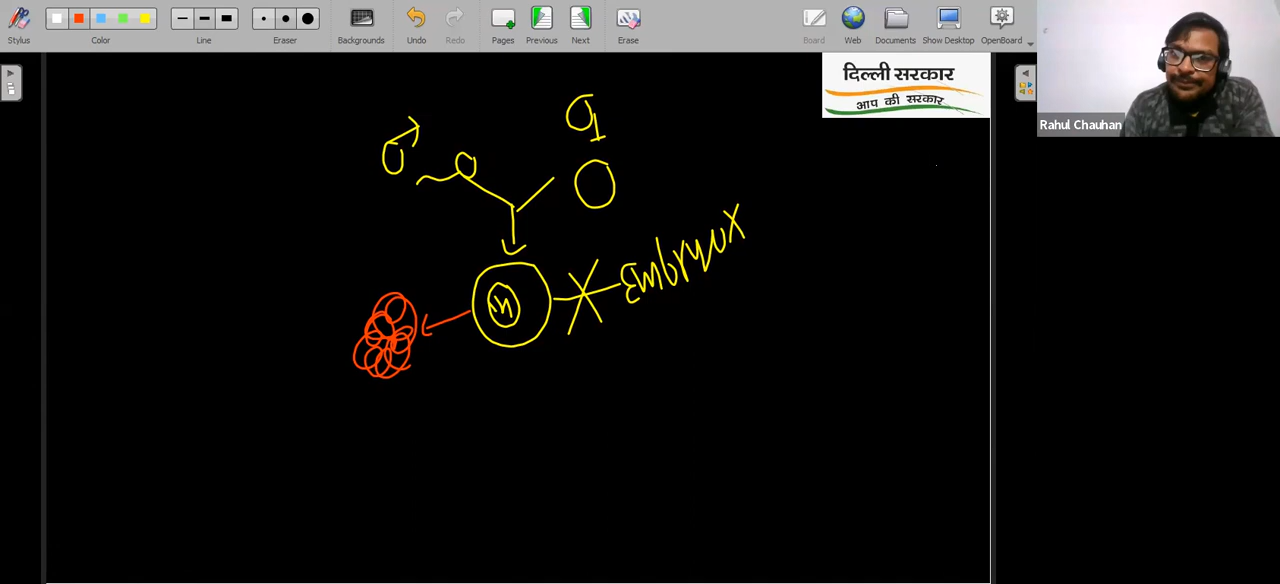 Stylus
Color
Line
Eraser
Backgrounds
Undo
Redo
Pages
Previous
Next
Erase
Board
Web
Documents
Show Desktop
OpenBoard
Rahul Chauhan
दिल्ली सरकार
आप की सरकार
♂
♀